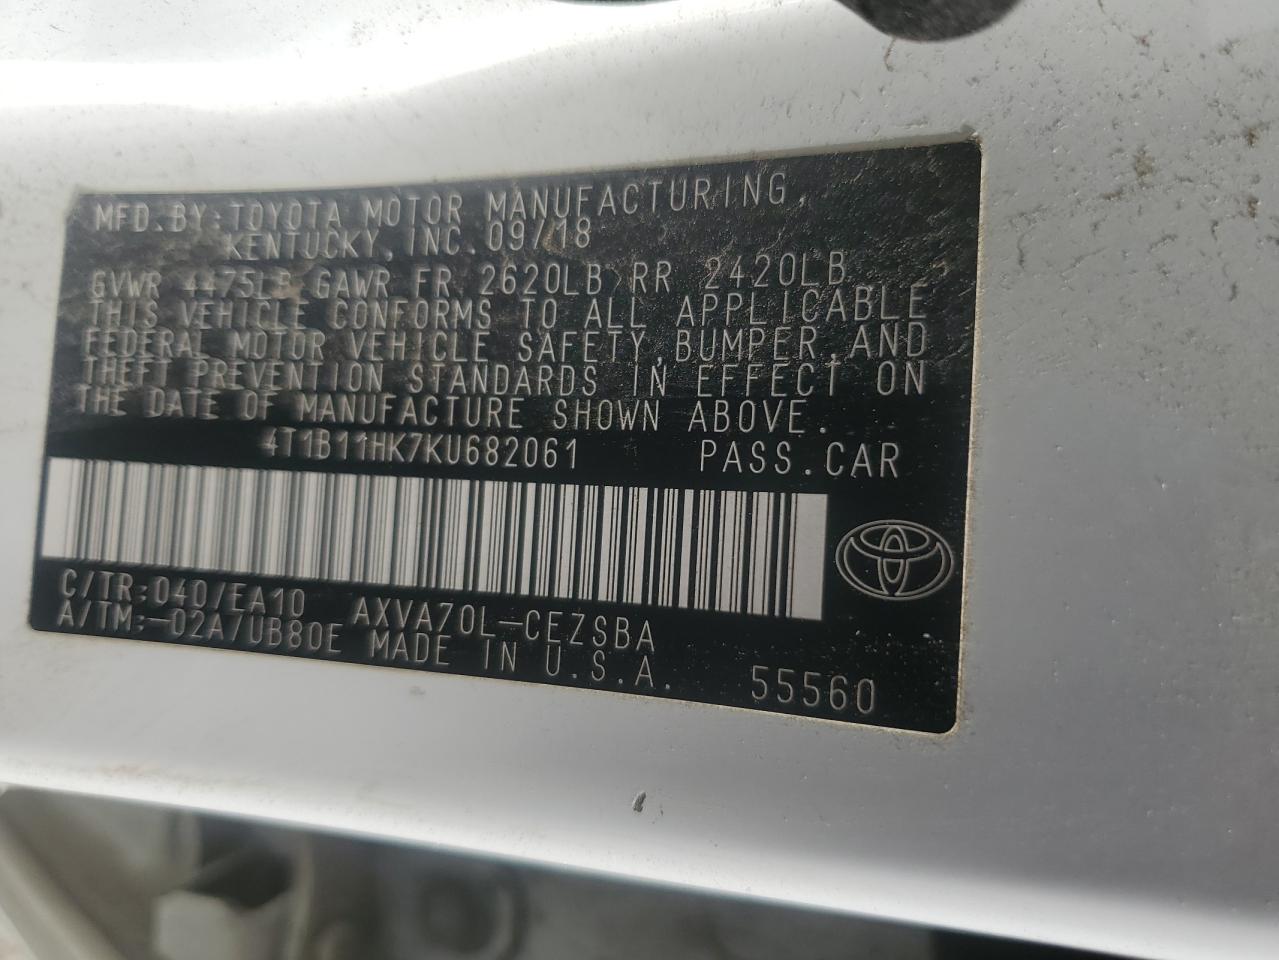 MFD.BY:TOYOTA MOTOR MANUFACTURING,
KENTUCKY, INC. 09/18
GVWR 4475LB GAWR FR 2620LB RR 2420LB
THIS VEHICLE CONFORMS TO ALL APPLICABLE
FEDERAL MOTOR VEHICLE SAFETY,BUMPER,AND
THEFT PREVENTION STANDARDS IN EFFECT ON
THE DATE OF MANUFACTURE SHOWN ABOVE.
4T1B11HK7KU682061 PASS.CAR
C/TR:040/EA10 AXVA70L-CEZSBA
A/TM:-02A/UB80E MADE IN U.S.A. 55560